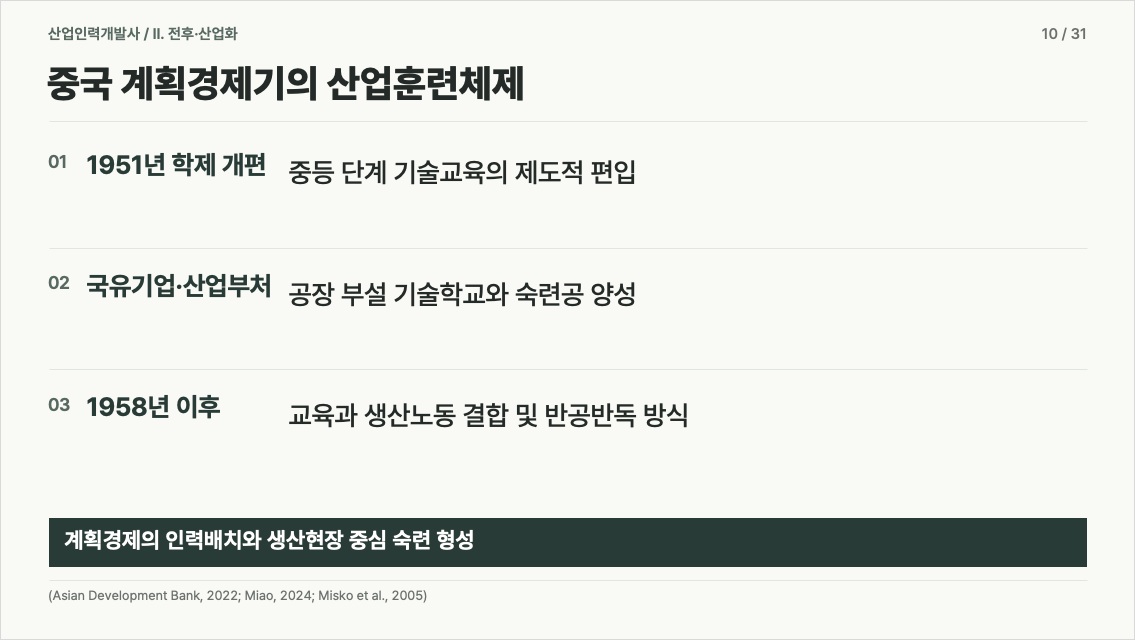 산업인력개발사 / II. 전후·산업화
10 / 31
중국 계획경제기의 산업훈련체제
01 1951년 학제 개편 중등 단계 기술교육의 제도적 편입
02 국유기업·산업부처 공장 부설 기술학교와 숙련공 양성
03 1958년 이후 교육과 생산노동 결합 및 반공반독 방식
계획경제의 인력배치와 생산현장 중심 숙련 형성
(Asian Development Bank, 2022; Miao, 2024; Misko et al., 2005)